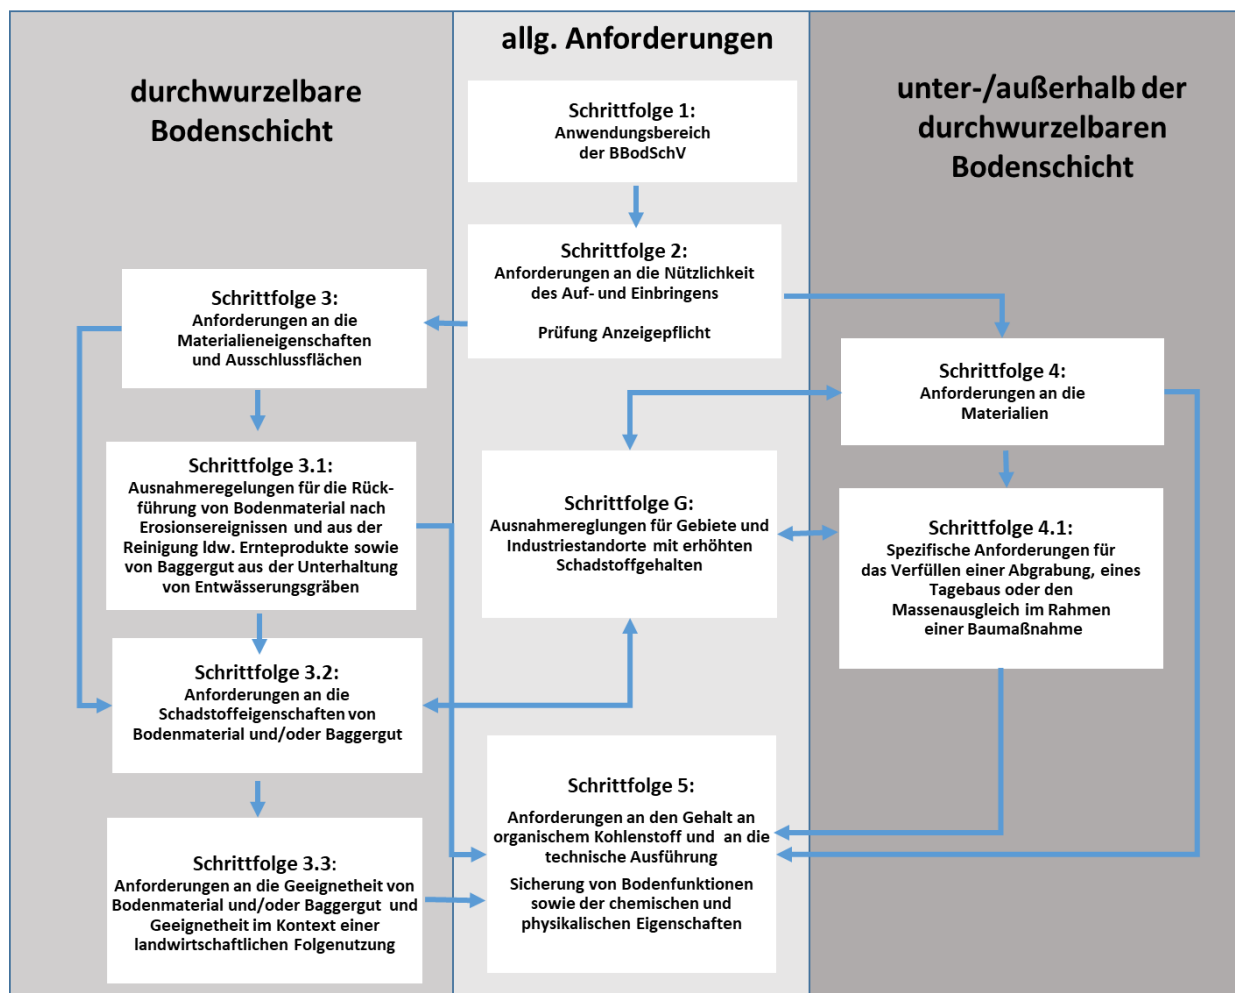 allg. Anforderungen
durchwurzelbare
Bodenschicht
unter-/außerhalb der
durchwurzelbaren
Bodenschicht
Schrittfolge 1:
Anwendungsbereich
der BBodSchV
Schrittfolge 2:
Anforderungen an die Nützlichkeit
des Auf- und Einbringens
Prüfung Anzeigepflicht
Schrittfolge 3:
Anforderungen an die
Materialieneigenschaften
und Ausschlussflächen
Schrittfolge 4:
Anforderungen an die
Materialien
Schrittfolge 3.1:
Ausnahmeregelungen für die Rück-
führung von Bodenmaterial nach
Erosionsereignissen und aus der
Reinigung ldw. Ernteprodukte sowie
von Baggergut aus der Unterhaltung
von Entwässerungsgräben
Schrittfolge G:
Ausnahmereglungen für Gebiete und
Industriestandorte mit erhöhten
Schadstoffgehalten
Schrittfolge 4.1:
Spezifische Anforderungen für
das Verfüllen einer Abgrabung, eines
Tagebaus oder den
Massenausgleich im Rahmen
einer Baumaßnahme
Schrittfolge 3.2:
Anforderungen an die
Schadstoffeigenschaften von
Bodenmaterial und/oder Baggergut
Schrittfolge 5:
Anforderungen an den Gehalt an
organischem Kohlenstoff und an die
technische Ausführung
Sicherung von Bodenfunktionen
sowie der chemischen und
physikalischen Eigenschaften
Schrittfolge 3.3:
Anforderungen an die Geeignetheit von
Bodenmaterial und/oder Baggergut und
Geeignetheit im Kontext einer
landwirtschaftlichen Folgenutzung